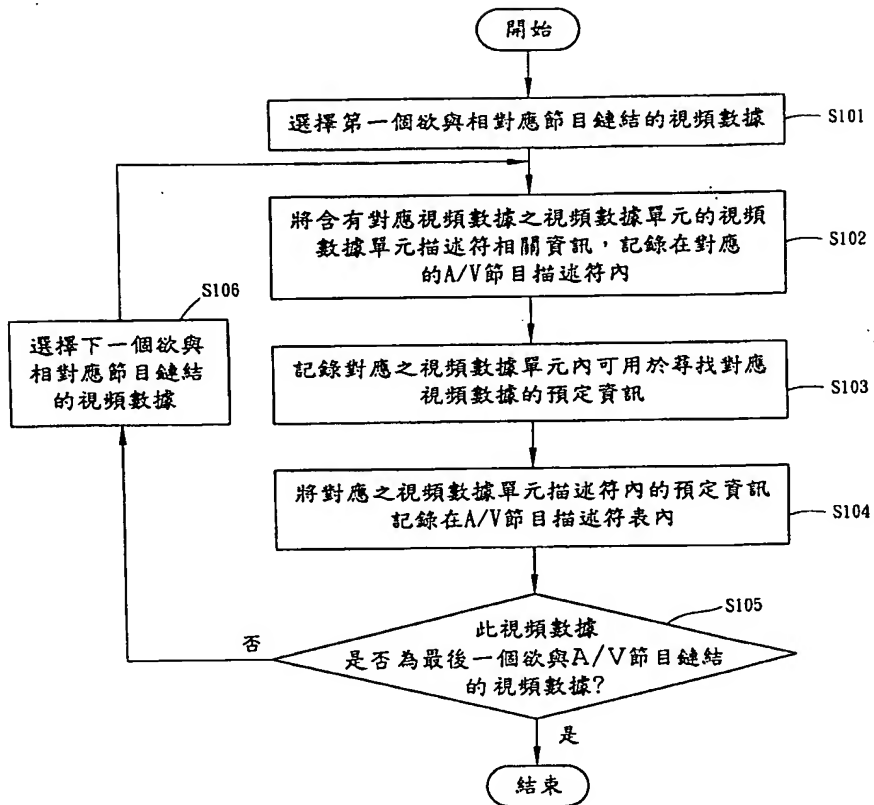 開始
選擇第一個欲與相對應節目鏈結的視頻數據
S101
將含有對應視頻數據之視頻數據單元的視頻
數據單元描述符相關資訊，記錄在對應
的A/V節目描述符內
S102
S106
選擇下一個欲與
相對應節目鏈結
的視頻數據
記錄對應之視頻數據單元內可用於尋找對應
視頻數據的預定資訊
S103
將對應之視頻數據單元描述符內的預定資訊
記錄在A/V節目描述符表內
S104
S105
此視頻數據
是否為最後一個欲與A/V節目鏈結
的視頻數據?
否
是
結束